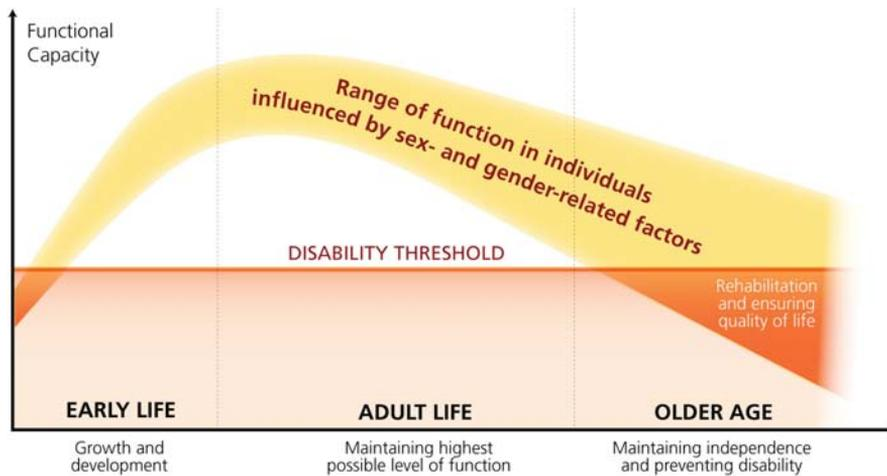 Functional
Capacity
Range of function in individuals
influenced by sex- and gender-related factors
DISABILITY THRESHOLD
Rehabilitation
and ensuring
quality of life
EARLY LIFE
ADULT LIFE
OLDER AGE
Growth and
development
Maintaining highest
possible level of function
Maintaining independence
and preventing disability